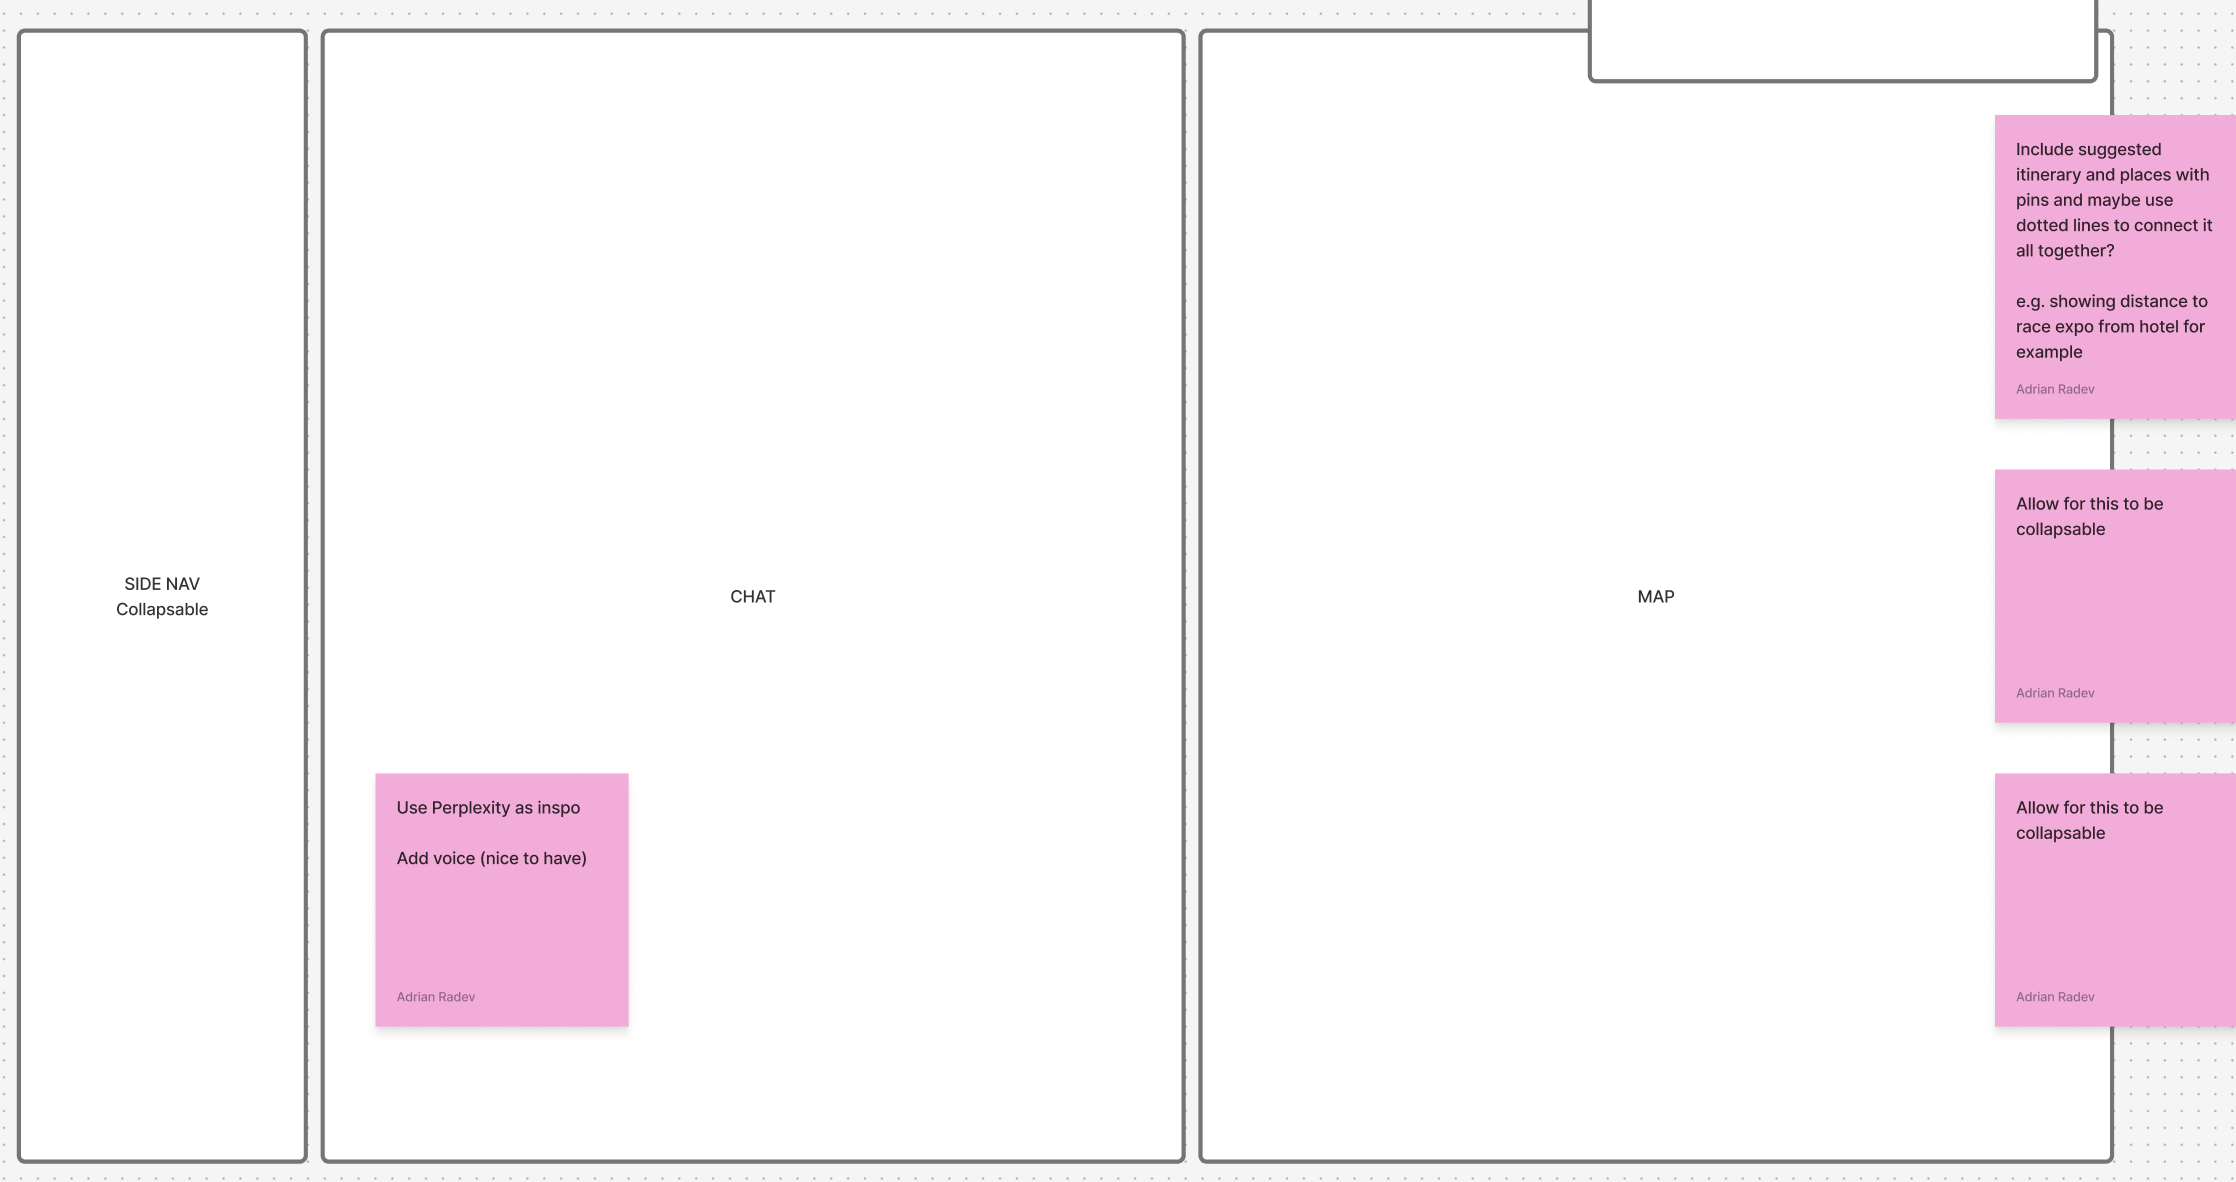 SIDE NAV
Collapsable
CHAT
Use Perplexity as inspo
Add voice (nice to have)
Adrian Radev
MAP
Include suggested
itinerary and places with
pins and maybe use
dotted lines to connect it
all together?
e.g. showing distance to
race expo from hotel for
example
Adrian Radev
Allow for this to be
collapsable
Adrian Radev
Allow for this to be
collapsable
Adrian Radev